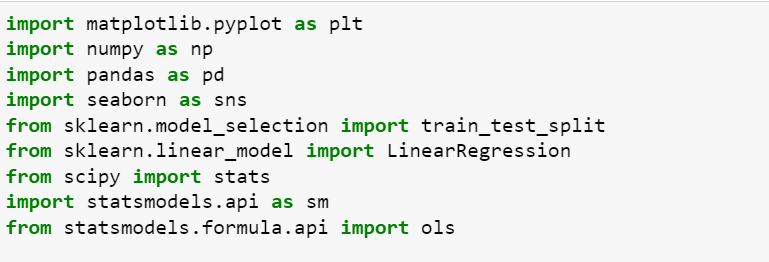 import matplotlib.pyplot as plt
import numpy as np
import pandas as pd
import seaborn as sns
from sklearn.model_selection import train_test_split
from sklearn.linear_model import LinearRegression
from scipy import stats
import statsmodels.api as sm
from statsmodels.formula.api import ols